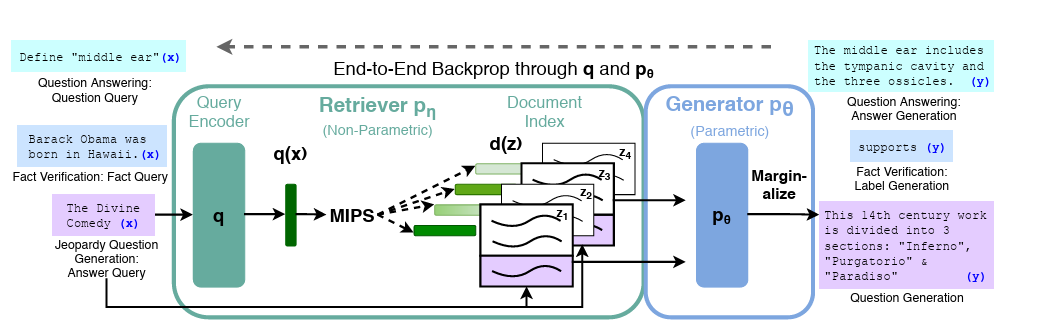 Define "middle ear"(x)
Question Answering:
Question Query
Barack Obama was
born in Hawaii.(x)
Fact Verification: Fact Query
The Divine
Comedy (x)
Jeopardy Question
Generation:
Answer Query
End-to-End Backprop through q and pθ
Query
Encoder
q
Retriever pη
(Non-Parametric)
q(x)
MIPS
Document
Index
d(z)
z4
z3
z2
z1
Generator pθ
(Parametric)
pθ
Margin-
alize
The middle ear includes
the tympanic cavity and
the three ossicles. (y)
Question Answering:
Answer Generation
supports (y)
Fact Verification:
Label Generation
This 14th century work
is divided into 3
sections: "Inferno",
"Purgatorio" &
"Paradiso" (y)
Question Generation